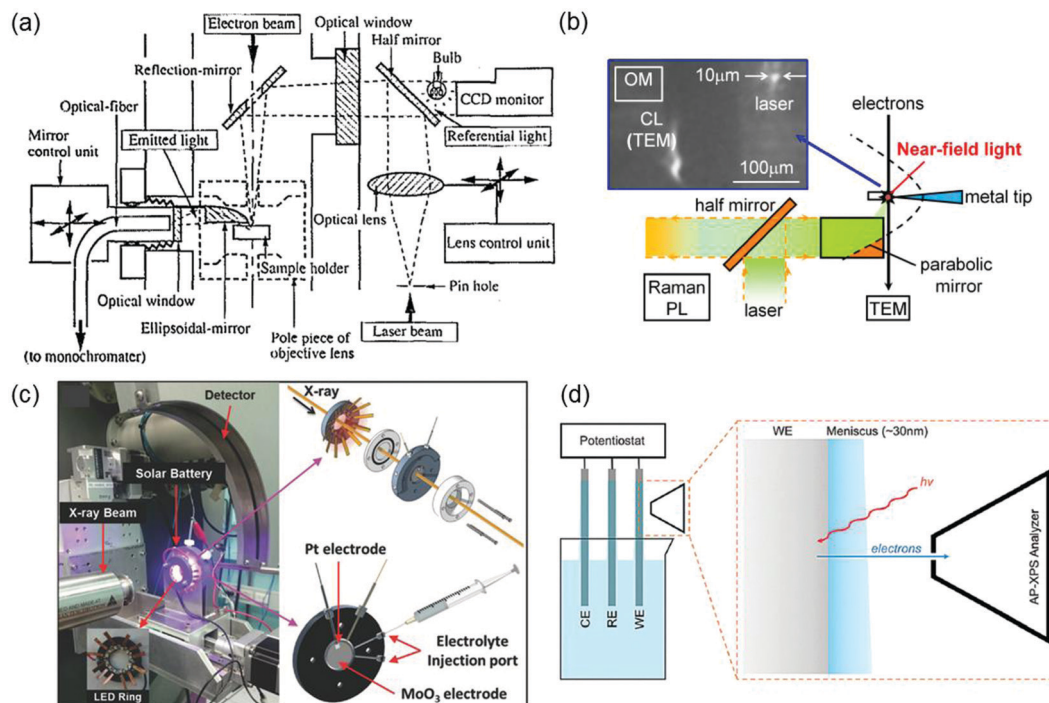 (a)
Electron beam
Optical window
Half mirror
Bulb
Reflection-mirror
CCD monitor
Optical-fiber
Emitted light
Referential light
Mirror
control unit
Optical lens
Lens control unit
Sample holder
Pin hole
Optical window
Ellipsoidal-mirror
Pole piece of
objective lens
Laser beam
(to monochromater)
(b)
OM
10μm
laser
CL
(TEM)
100μm
electrons
Near-field light
metal tip
half mirror
parabolic
mirror
Raman
PL
laser
TEM
(c)
Detector
Solar Battery
X-ray Beam
LED Ring
X-ray
Pt electrode
Electrolyte
Injection port
MoO₃ electrode
(d)
Potentiostat
CE
RE
WE
WE
Meniscus (~30nm)
hv
electrons
AP-XPS Analyzer